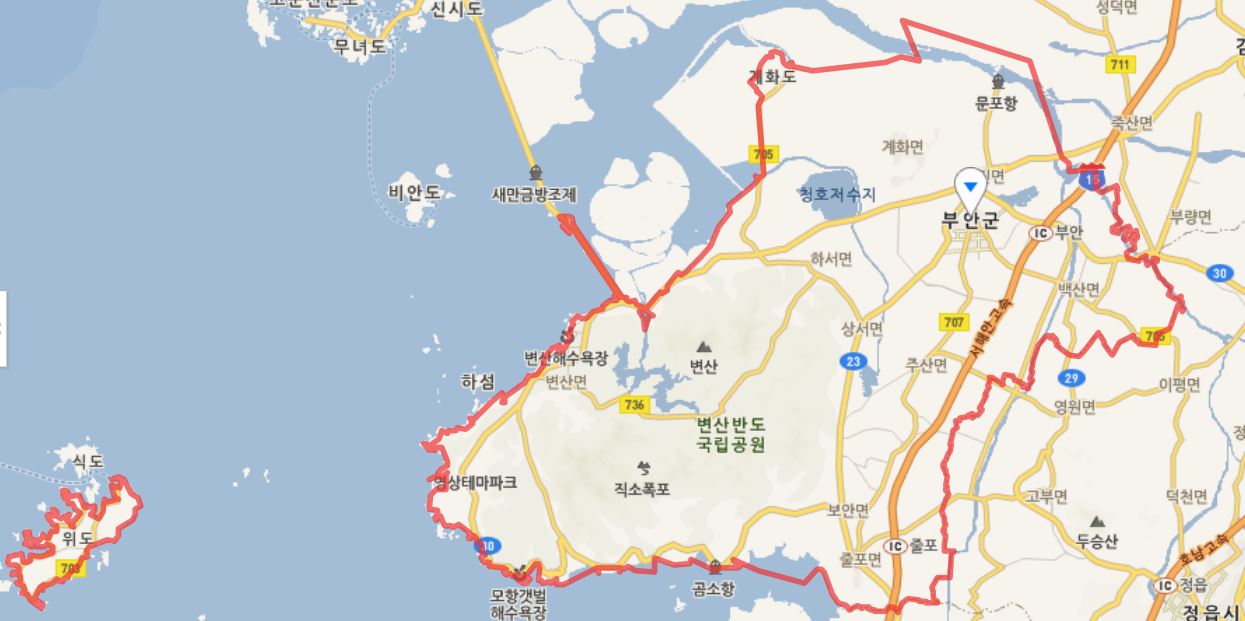 신시도
성덕면
무녀도
711
계화도
문포항
죽산면
계화면
705
15
비안도
새만금방조제
청호저수지
부량면
부안군
IC 부안
하서면
30
백산면
서해안고속
707
상서면
705
변산해수욕장
변산
23
주산면
하섬
변산면
29
이평면
736
영원면
변산반도
국립공원
식도
영상테마파크
직소폭포
고부면
덕천면
보안면
위도
두승산
30
IC 줄포
호남고속
줄포면
703
곰소항
모항갯벌
해수욕장
IC 정읍
정읍시